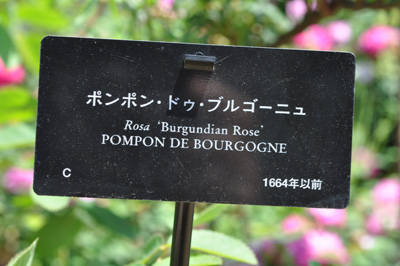 ポンポン・ドゥ・ブルゴーニュ
Rosa ‘Burgundian Rose’
POMPON DE BOURGOGNE
C 1664年以前